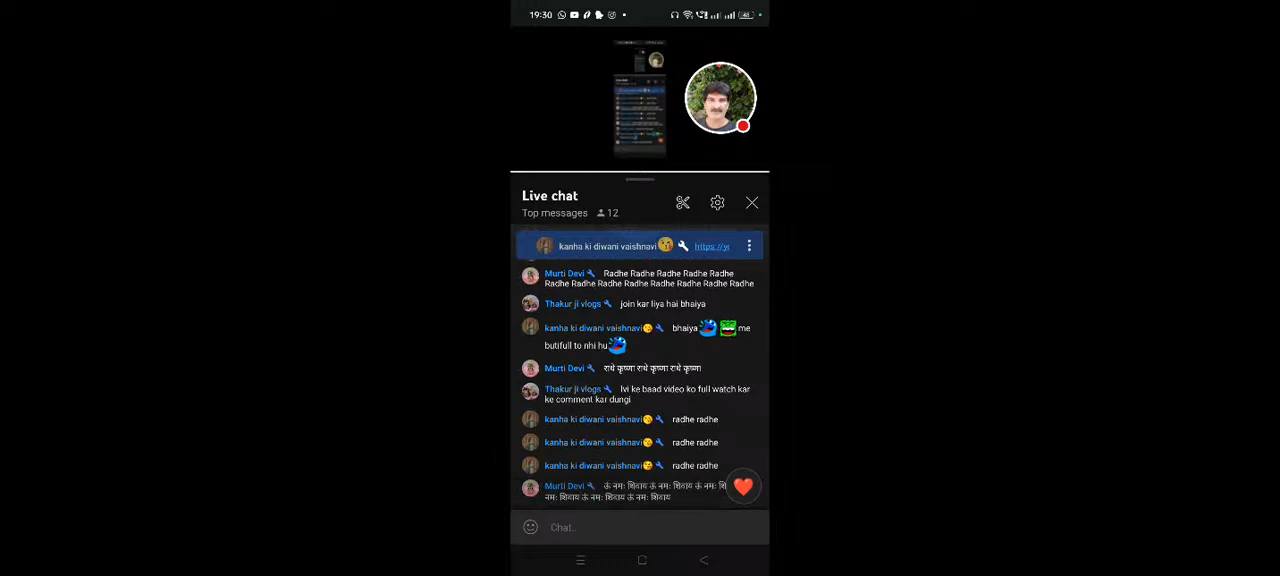 19:30
Live chat
Top messages 12
kanha ki diwani vaishnavi😘 https://y
Murti Devi Radhe Radhe Radhe Radhe Radhe
Radhe Radhe Radhe Radhe Radhe Radhe Radhe
Thakur ji vlogs join kar liya hai bhaiya
kanha ki diwani vaishnavi😘 bhaiya me
butifull to nhi hu
Murti Devi राधे कृष्णा राधे कृष्णा राधे कृष्णा
Thakur ji vlogs lvi ke baad video ko full watch kar
ke comment kar dungi
kanha ki diwani vaishnavi😘 radhe radhe
kanha ki diwani vaishnavi😘 radhe radhe
kanha ki diwani vaishnavi😘 radhe radhe
Murti Devi ऊं नमः शिवाय ऊं नमः शिवाय ऊं नमः शि
नमः शिवाय ऊं नमः शिवाय ऊं नमः शिवाय
Chat..